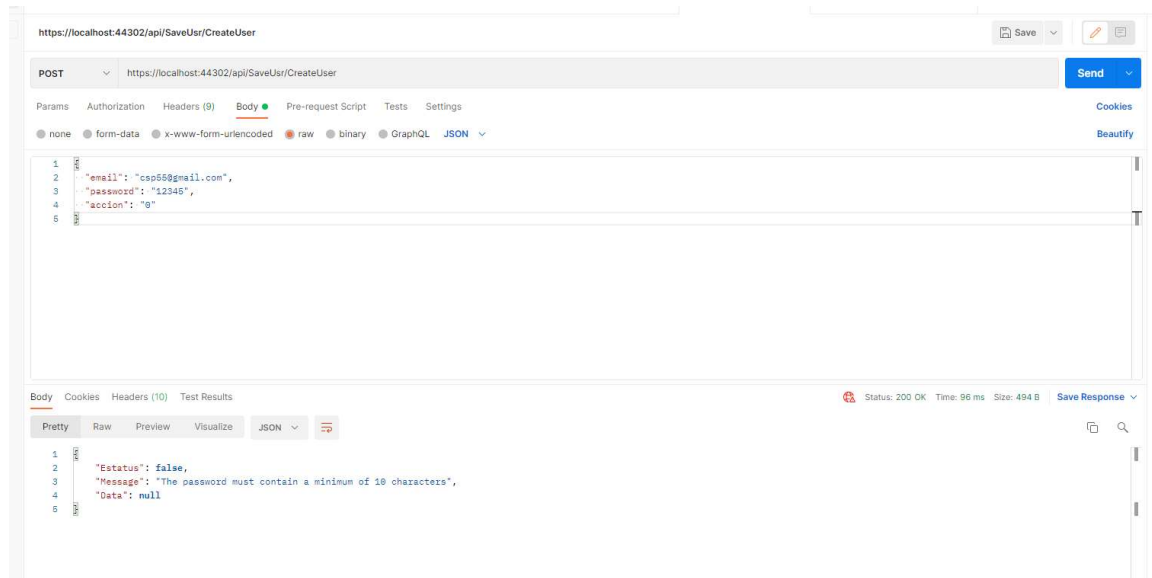 https://localhost:44302/api/SaveUsr/CreateUser
Save
POST
https://localhost:44302/api/SaveUsr/CreateUser
Send
Params Authorization Headers (9) Body Pre-request Script Tests Settings
Cookies
none form-data x-www-form-urlencoded raw binary GraphQL JSON
Beautify
1 {
2 "email": "csp55@gmail.com",
3 "password": "12345",
4 "accion": "0"
5 }
Body Cookies Headers (10) Test Results
Status: 200 OK Time: 96 ms Size: 494 B Save Response
Pretty Raw Preview Visualize JSON
1 {
2 "Estatus": false,
3 "Message": "The password must contain a minimum of 10 characters",
4 "Data": null
5 }